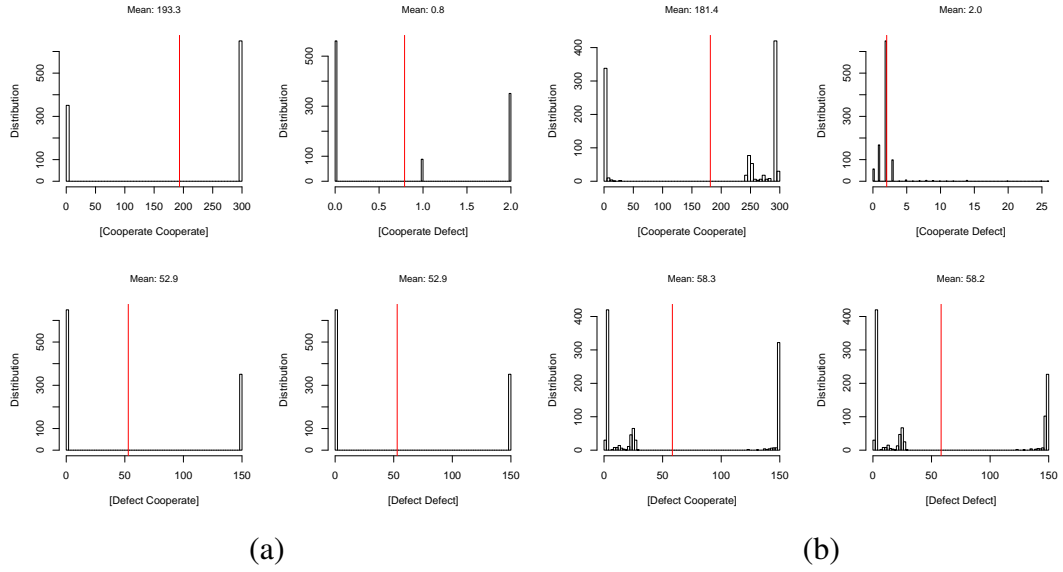 Mean: 193.3
Distribution
0 100 300 500
0 50 100 150 200 250 300
[Cooperate Cooperate]
Mean: 0.8
Distribution
0 100 300 500
0.0 0.5 1.0 1.5 2.0
[Cooperate Defect]
Mean: 181.4
Distribution
0 100 200 300 400
0 50 100 150 200 250 300
[Cooperate Cooperate]
Mean: 2.0
Distribution
0 100 300 500
0 5 10 15 20 25
[Cooperate Defect]
Mean: 52.9
Distribution
0 100 300 500
0 50 100 150
[Defect Cooperate]
Mean: 52.9
Distribution
0 100 300 500
0 50 100 150
[Defect Defect]
Mean: 58.3
Distribution
0 100 200 300 400
0 50 100 150
[Defect Cooperate]
Mean: 58.2
Distribution
0 100 200 300 400
0 50 100 150
[Defect Defect]
(a)
(b)